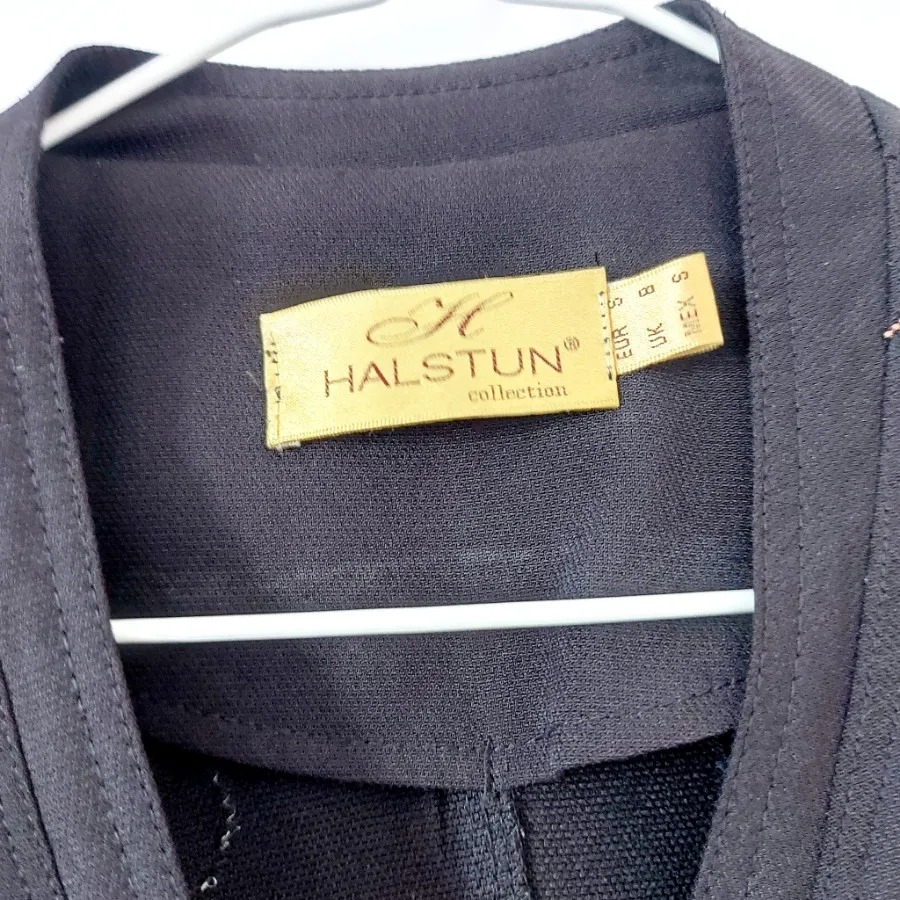 H
HALSTUN®
collection
EUR S
UK 8
MEX S